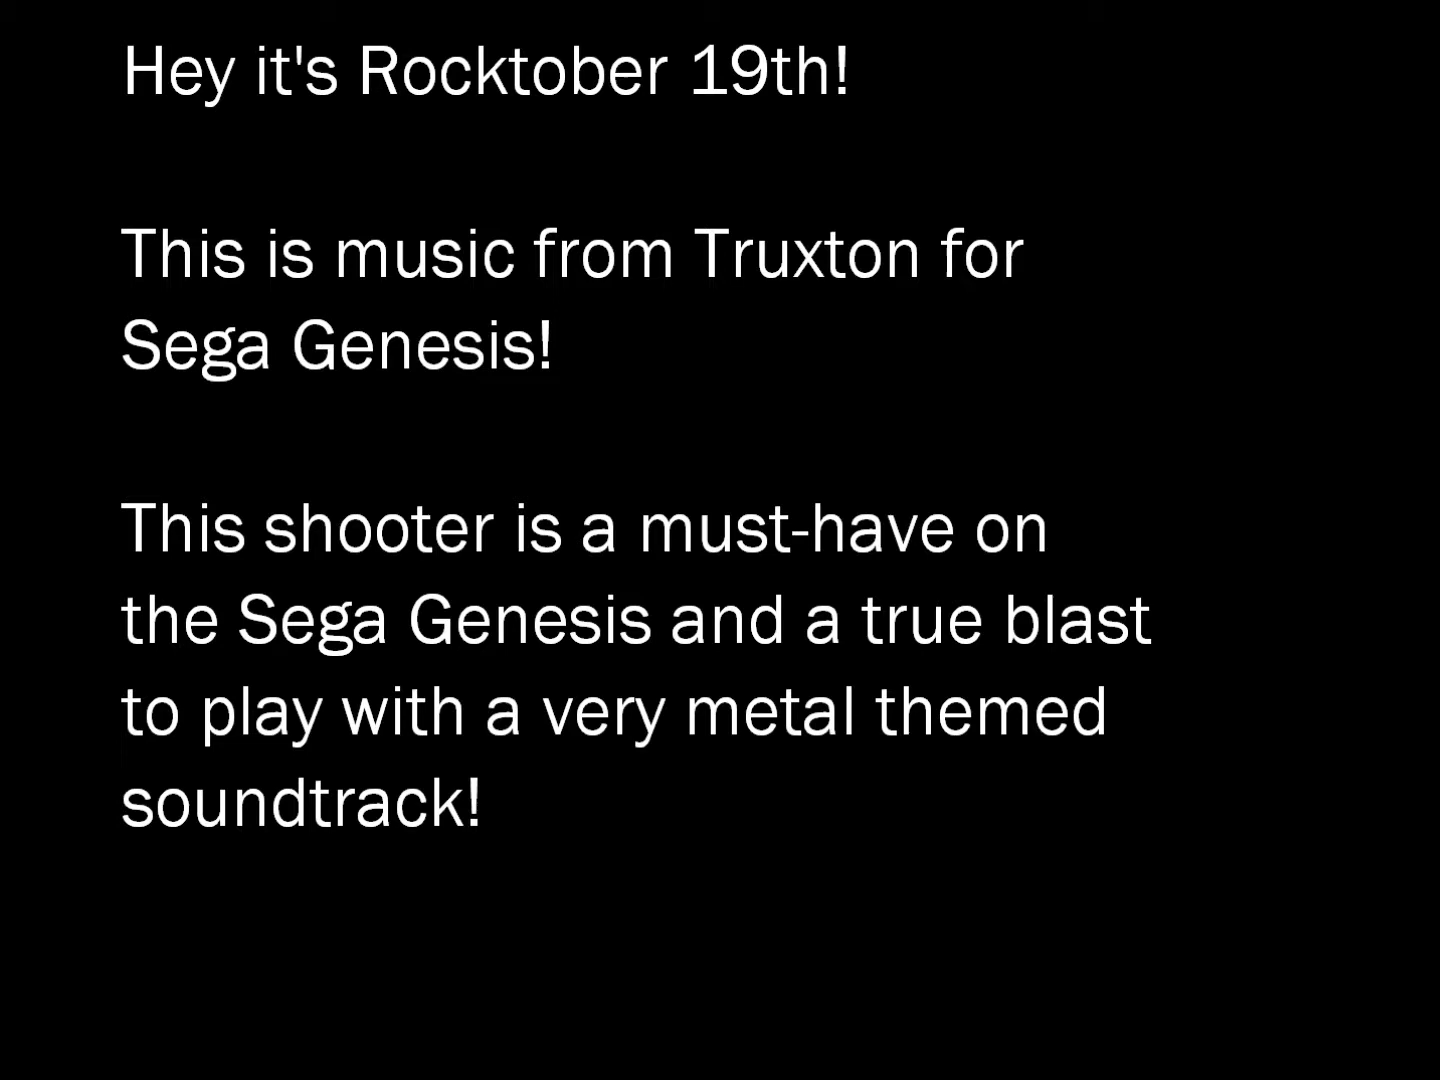 Hey it's Rocktober 19th!
This is music from Truxton for
Sega Genesis!
This shooter is a must-have on
the Sega Genesis and a true blast
to play with a very metal themed
soundtrack!